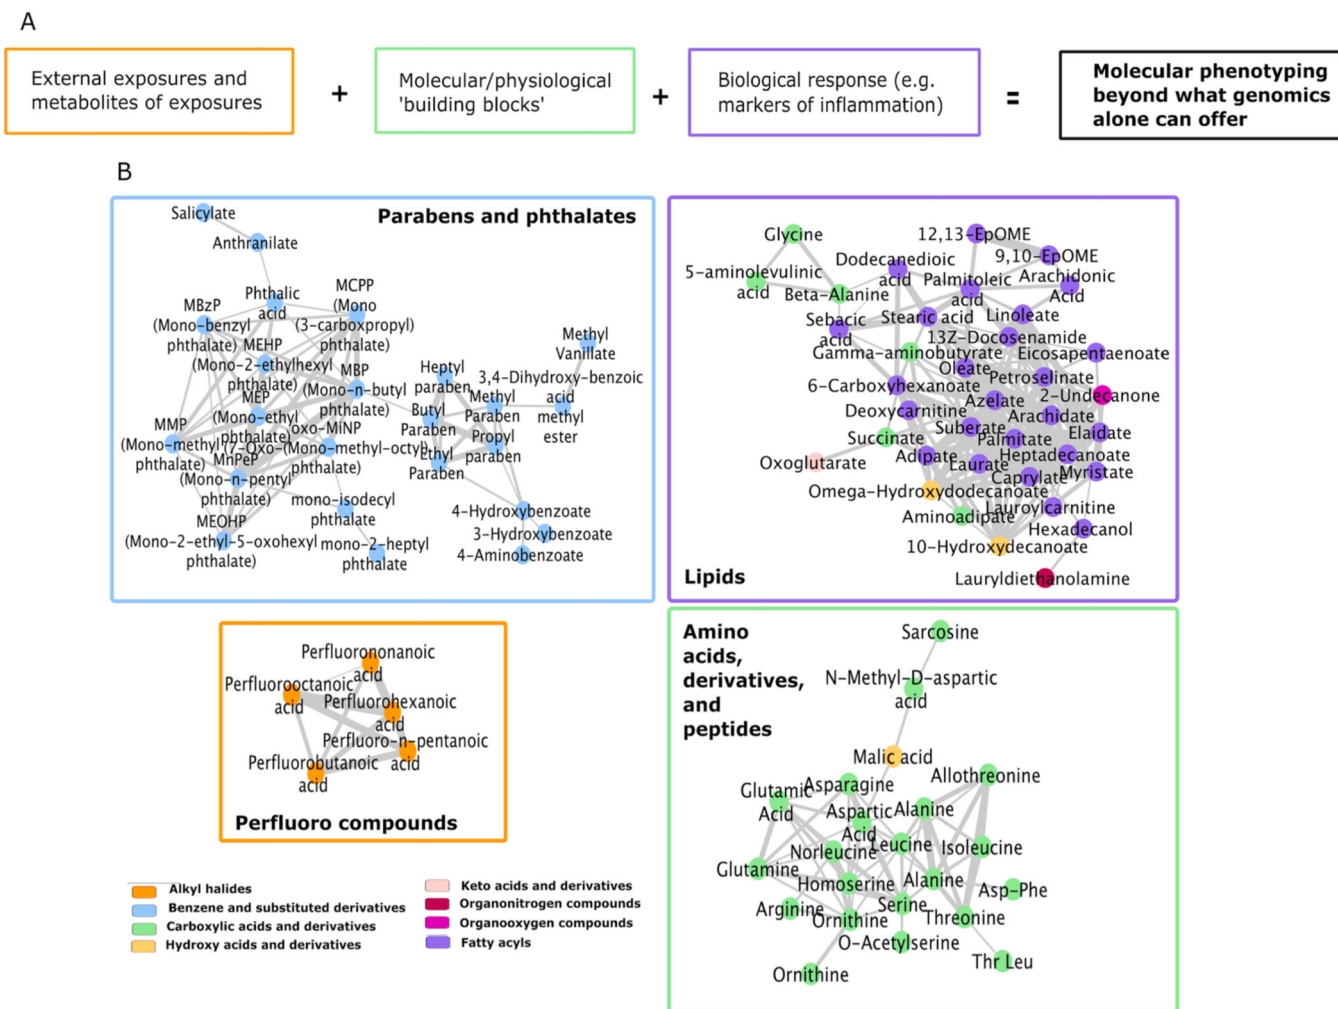 A
External exposures and
metabolites of exposures
+
Molecular/physiological
'building blocks'
+
Biological response (e.g.
markers of inflammation)
=
Molecular phenotyping
beyond what genomics
alone can offer
B
Parabens and phthalates
Salicylate
Anthranilate
Phthalic
acid
MCPP
(Mono
(3-carboxpropyl)
phthalate)
MBzP
(Mono-benzyl
phthalate)
MEHP
(Mono-2-ethylhexyl
phthalate)
MBP
(Mono-n-butyl
phthalate)
MEP
(Mono-ethyl
phthalate)
MMP
(Mono-methyl
phthalate)
oxo-MiNP
(7-Oxo-(Mono-methyl-octyl)
phthalate)
MnPeP
(Mono-n-pentyl
phthalate)
MEOHP
(Mono-2-ethyl-5-oxohexyl
phthalate)
mono-isodecyl
phthalate
mono-2-heptyl
phthalate
Heptyl
paraben
Butyl
Paraben
Methyl
Paraben
Propyl
paraben
Ethyl
Paraben
Methyl
Vanillate
3,4-Dihydroxy-benzoic
acid
methyl
ester
4-Hydroxybenzoate
3-Hydroxybenzoate
4-Aminobenzoate
Lipids
Glycine
5-aminolevulinic
acid
Beta-Alanine
Dodecanedioic
acid
12,13-EpOME
9,10-EpOME
Palmitoleic
acid
Arachidonic
Acid
Sebacic
acid
Stearic acid
Linoleate
13Z-Docosenamide
Gamma-aminobutyrate
Eicosapentaenoate
Oleate
Petroselinate
6-Carboxyhexanoate
2-Undecanone
Azelate
Deoxycarnitine
Arachidate
Suberate
Elaidate
Succinate
Palmitate
Oxoglutarate
Adipate
Heptadecanoate
Laurate
Caprylate
Myristate
Omega-Hydroxydodecanoate
Lauroylcarnitine
Aminoadipate
Hexadecanol
10-Hydroxydecanoate
Lauryldiethanolamine
Perfluorononanoic
acid
Perfluorooctanoic
acid
Perfluorohexanoic
acid
Perfluoro-n-pentanoic
acid
Perfluorobutanoic
acid
Perfluoro compounds
Amino
acids,
derivatives,
and
peptides
Sarcosine
N-Methyl-D-aspartic
acid
Malic acid
Allothreonine
Asparagine
Glutamic
Acid
Aspartic
Acid
Alanine
Norleucine
Leucine
Isoleucine
Glutamine
Homoserine
Alanine
Asp-Phe
Arginine
Ornithine
Serine
Threonine
O-Acetylserine
Thr Leu
Ornithine
Alkyl halides
Benzene and substituted derivatives
Carboxylic acids and derivatives
Hydroxy acids and derivatives
Keto acids and derivatives
Organonitrogen compounds
Organooxygen compounds
Fatty acyls